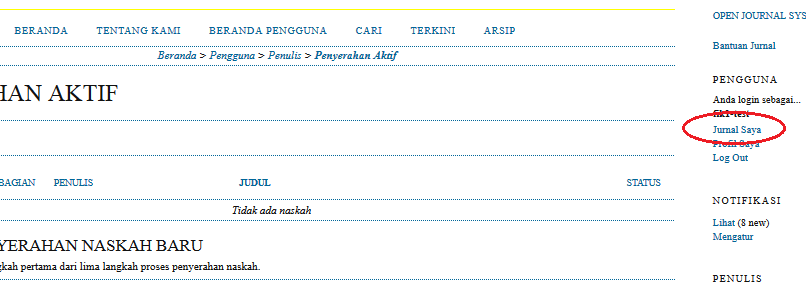 BERANDA TENTANG KAMI BERANDA PENGGUNA CARI TERKINI ARSIP
Beranda > Pengguna > Penulis > Penyerahan Aktif
HAN AKTIF
BAGIAN PENULIS JUDUL STATUS
Tidak ada naskah
YERAHAN NASKAH BARU
gkah pertama dari lima langkah proses penyerahan naskah.
OPEN JOURNAL SYS
Bantuan Jurnal
PENGGUNA
Anda login sebagai...
Jurnal Saya
Profil Saya
Log Out
NOTIFIKASI
Lihat (8 new)
Mengatur
PENULIS